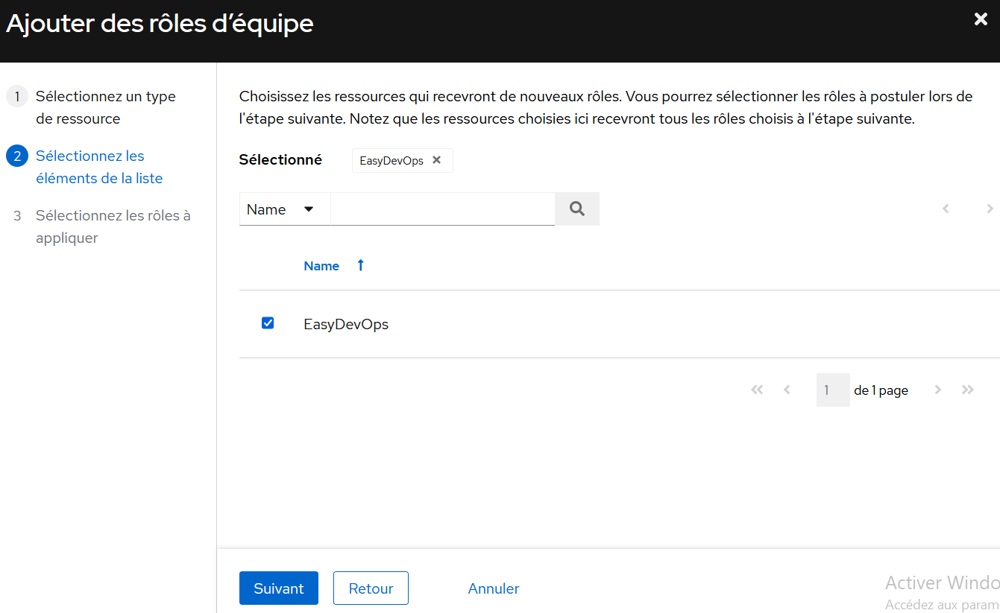 Ajouter des rôles d’équipe
1 Sélectionnez un type
de ressource
2 Sélectionnez les
éléments de la liste
3 Sélectionnez les rôles à
appliquer
Choisissez les ressources qui recevront de nouveaux rôles. Vous pourrez sélectionner les rôles à postuler lors de
l'étape suivante. Notez que les ressources choisies ici recevront tous les rôles choisis à l'étape suivante.
Sélectionné EasyDevOps
Name
Name
EasyDevOps
1 de 1 page
Suivant Retour Annuler
Activer Windo
Accédez aux param